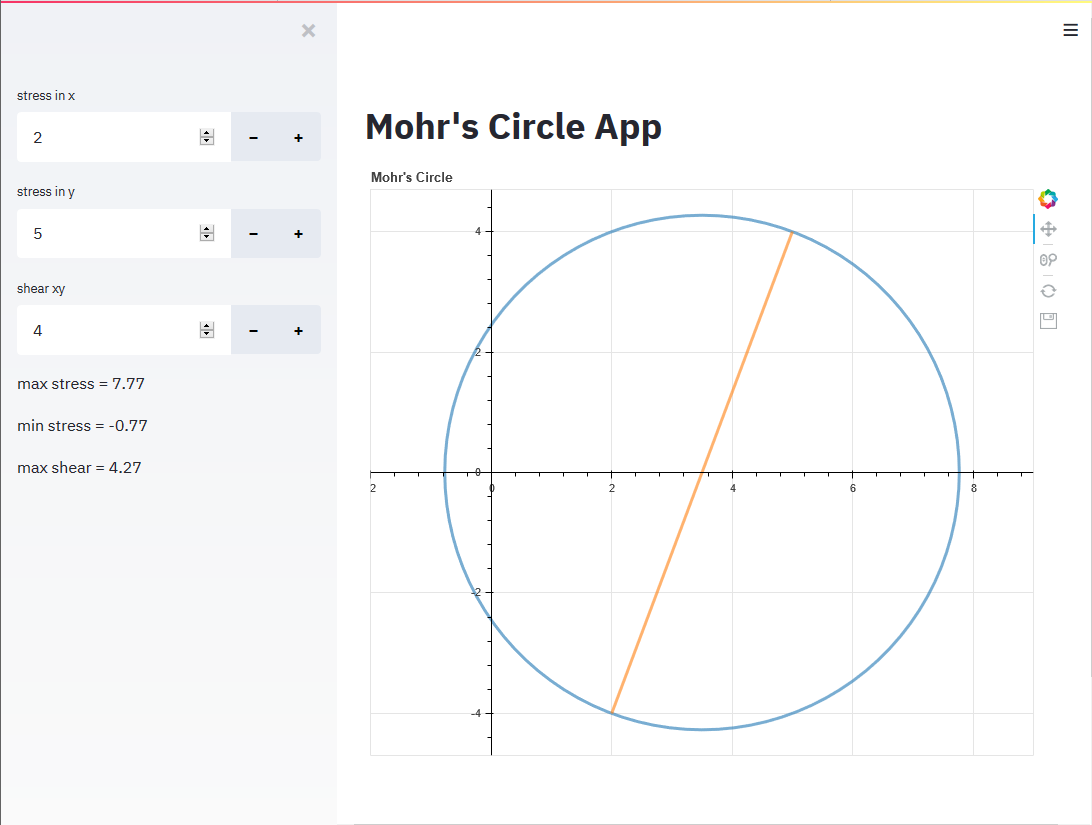 stress in x
2
- +
stress in y
5
- +
shear xy
4
- +
max stress = 7.77
min stress = -0.77
max shear = 4.27
Mohr's Circle App
Mohr's Circle
4
2
0
2 0 2 4 6 8
-2
-4